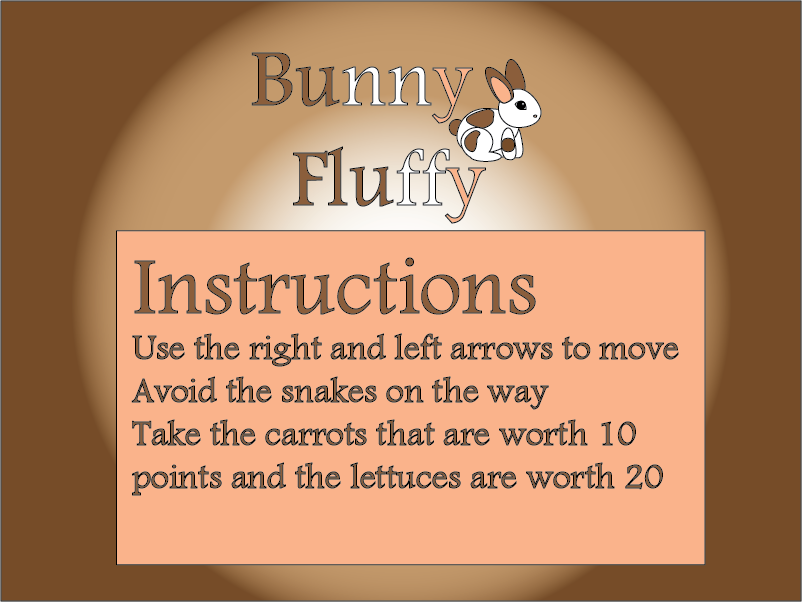 Bunny
Fluffy
Instructions
Use the right and left arrows to move
Avoid the snakes on the way
Take the carrots that are worth 10
points and the lettuces are worth 20